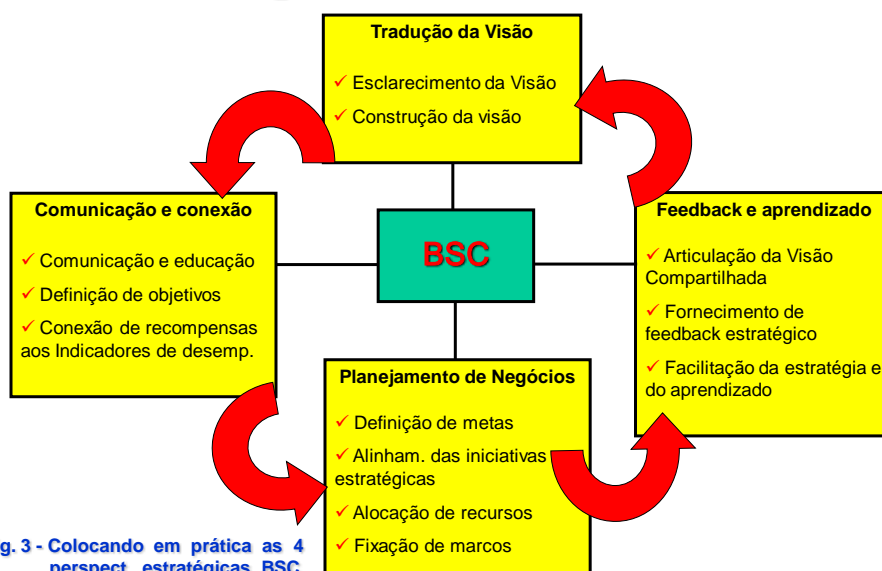 Tradução da Visão
✓ Esclarecimento da Visão
✓ Construção da visão
Comunicação e conexão
✓ Comunicação e educação
✓ Definição de objetivos
✓ Conexão de recompensas
aos Indicadores de desemp.
BSC
Feedback e aprendizado
✓ Articulação da Visão
Compartilhada
✓ Fornecimento de
feedback estratégico
✓ Facilitação da estratégia e
do aprendizado
Planejamento de Negócios
✓ Definição de metas
✓ Alinham. das iniciativas
estratégicas
✓ Alocação de recursos
✓ Fixação de marcos
g. 3 - Colocando em prática as 4
perspect. estratégicas BSC